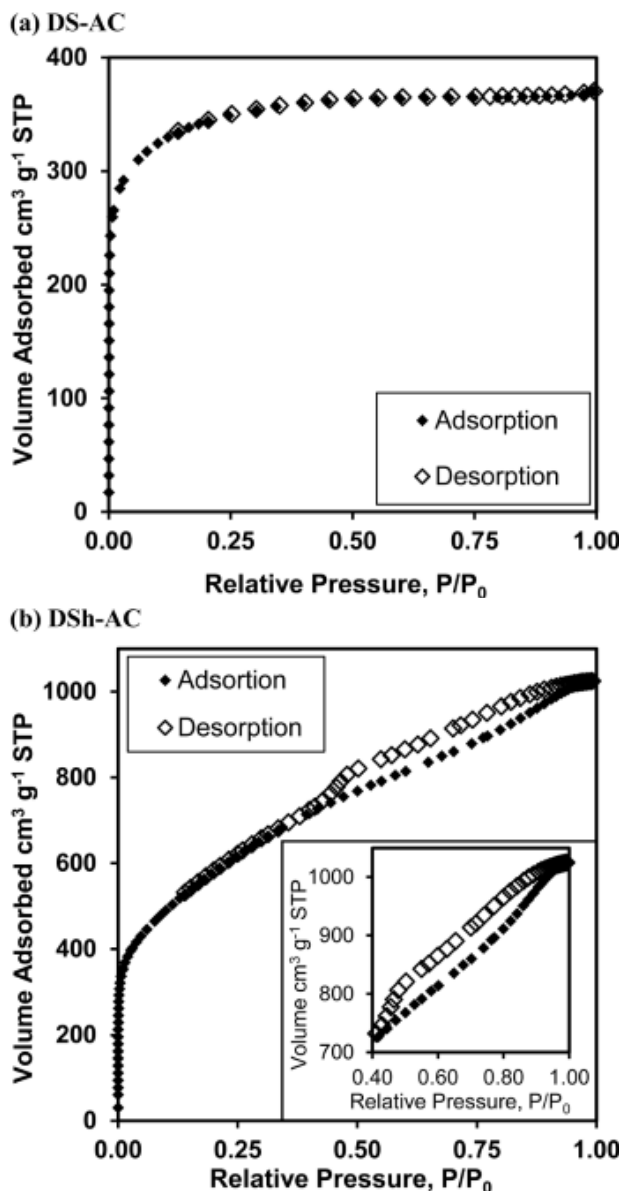 (a) DS-AC
Volume Adsorbed cm³ g⁻¹ STP
400
300
200
100
0
0.00 0.25 0.50 0.75 1.00
Adsorption
Desorption
Relative Pressure, P/P₀
(b) DSh-AC
Volume Adsorbed cm³ g⁻¹ STP
1000
800
600
400
200
0
0.00 0.25 0.50 0.75 1.00
Adsortion
Desorption
Volume cm³ g⁻¹ STP
1000
900
800
700
0.40 0.60 0.80 1.00
Relative Pressure, P/P₀
Relative Pressure, P/P₀